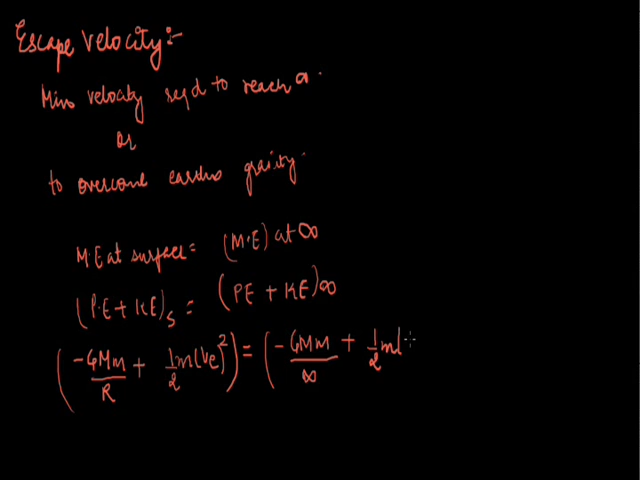 Escape Velocity:-
Min velocity reqd to reach ∞.
or
to overcome earths gravity.
M.E at surface = (M.E) at ∞
(P.E + KE)s = (PE + KE)∞
(-GMm/R + 1/2 m(Ve)²) = (-GMm/∞ + 1/2 m(